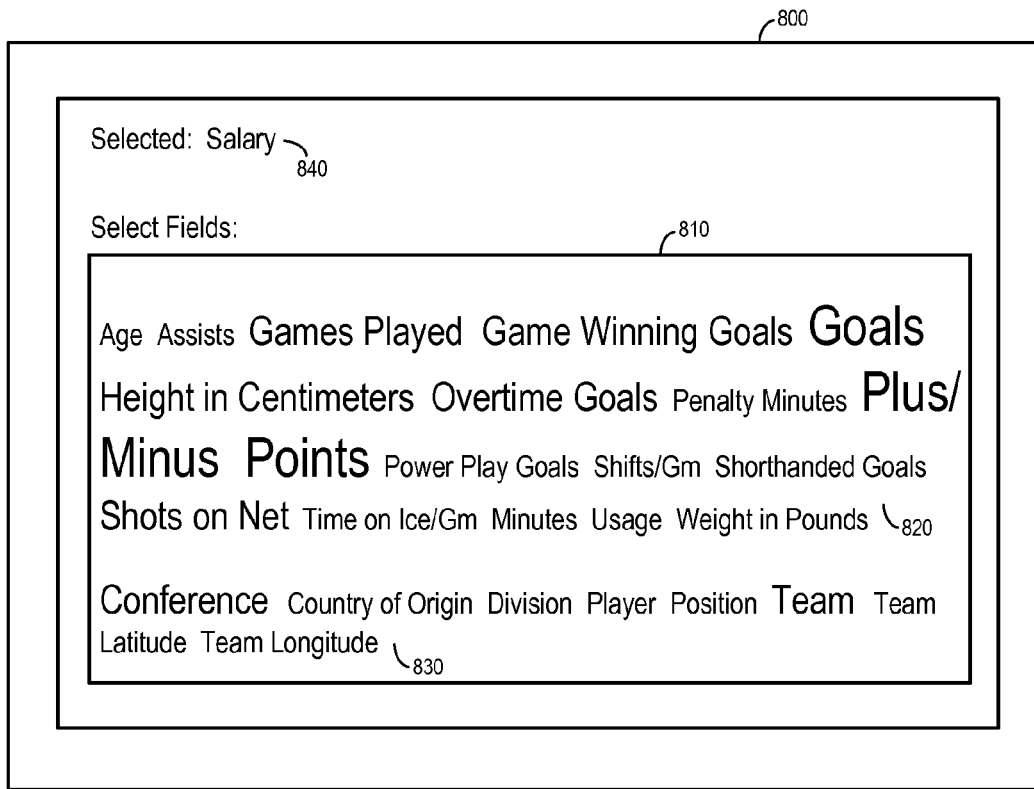 800
Selected: Salary
840
Select Fields:
810
Age Assists Games Played Game Winning Goals Goals
Height in Centimeters Overtime Goals Penalty Minutes Plus/
Minus Points Power Play Goals Shifts/Gm Shorthanded Goals
Shots on Net Time on Ice/Gm Minutes Usage Weight in Pounds 820
Conference Country of Origin Division Player Position Team Team
Latitude Team Longitude 830